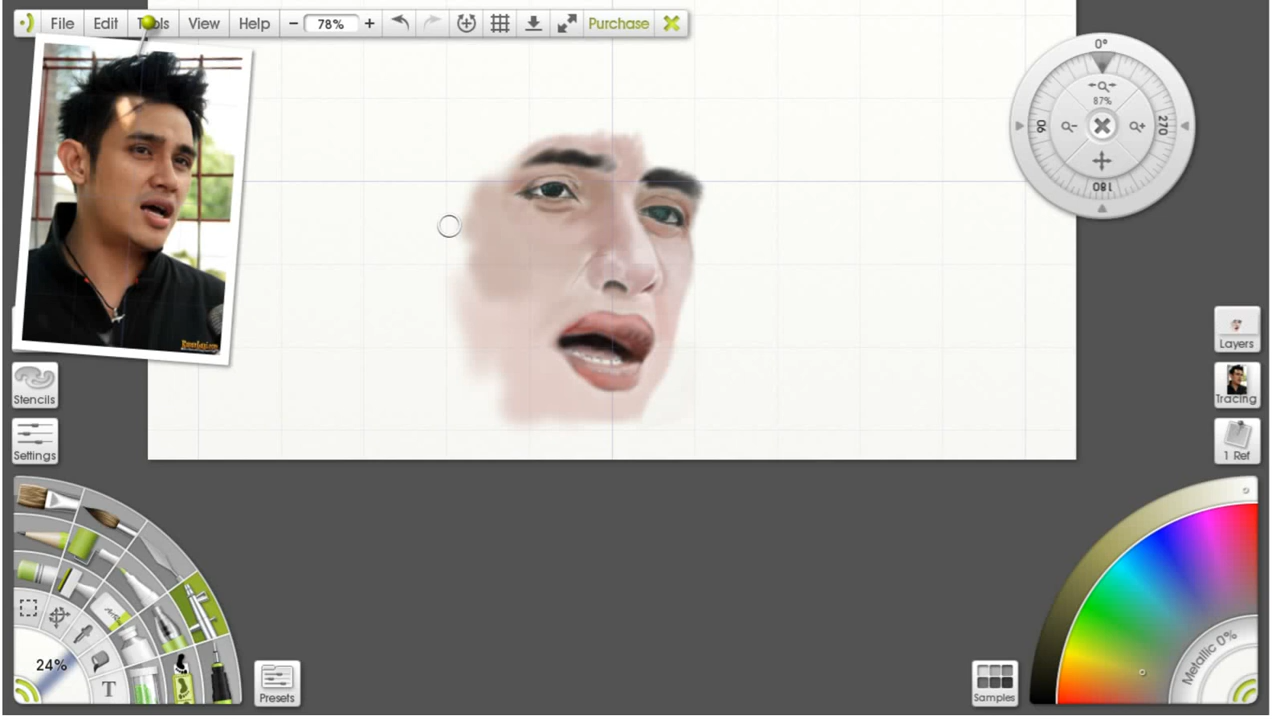 File Edit Tools View Help − 78% + Purchase
0°
87%
90 270
180
Layers
Tracing
1 Ref
Stencils
Settings
24%
T
Presets
Samples
Metallic 0%